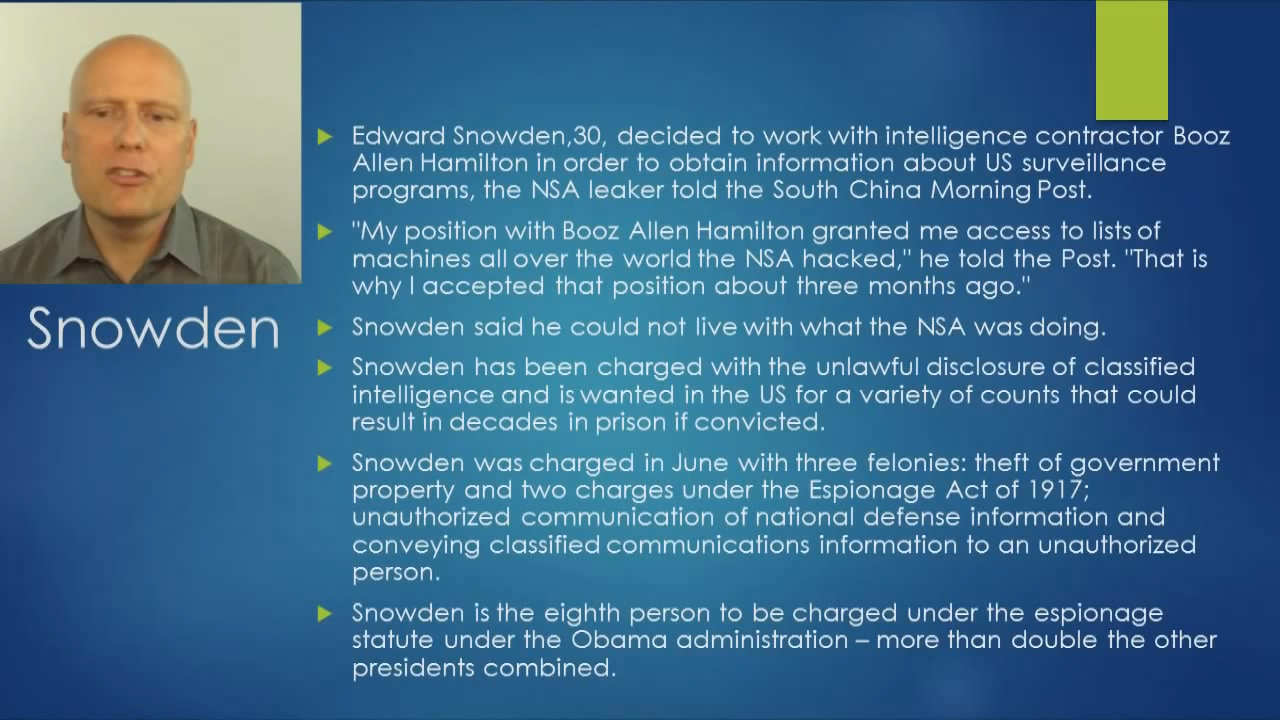 Snowden
Edward Snowden,30, decided to work with intelligence contractor Booz
Allen Hamilton in order to obtain information about US surveillance
programs, the NSA leaker told the South China Morning Post.
"My position with Booz Allen Hamilton granted me access to lists of
machines all over the world the NSA hacked," he told the Post. "That is
why I accepted that position about three months ago."
Snowden said he could not live with what the NSA was doing.
Snowden has been charged with the unlawful disclosure of classified
intelligence and is wanted in the US for a variety of counts that could
result in decades in prison if convicted.
Snowden was charged in June with three felonies: theft of government
property and two charges under the Espionage Act of 1917;
unauthorized communication of national defense information and
conveying classified communications information to an unauthorized
person.
Snowden is the eighth person to be charged under the espionage
statute under the Obama administration – more than double the other
presidents combined.